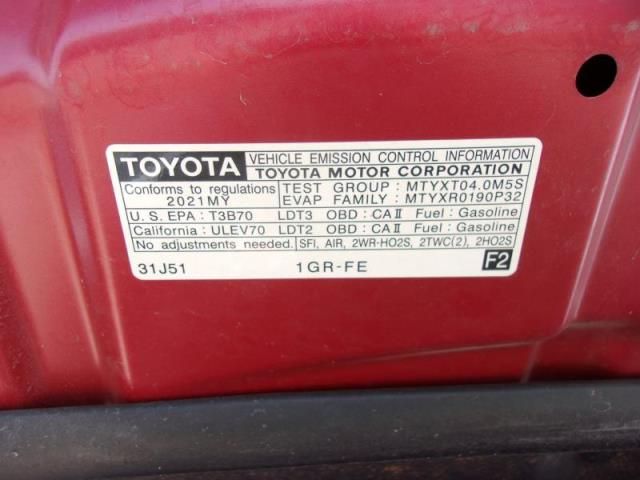 TOYOTA VEHICLE EMISSION CONTROL INFORMATION
TOYOTA MOTOR CORPORATION
Conforms to regulations
2021MY
TEST GROUP : MTYXT04.0M5S
EVAP FAMILY : MTYXR0190P32
U.S. EPA : T3B70 LDT3 OBD : CAⅡ Fuel : Gasoline
California : ULEV70 LDT2 OBD : CAⅡ Fuel : Gasoline
No adjustments needed. SFI, AIR, 2WR-HO2S, 2TWC(2), 2HO2S
31J51 1GR-FE F2